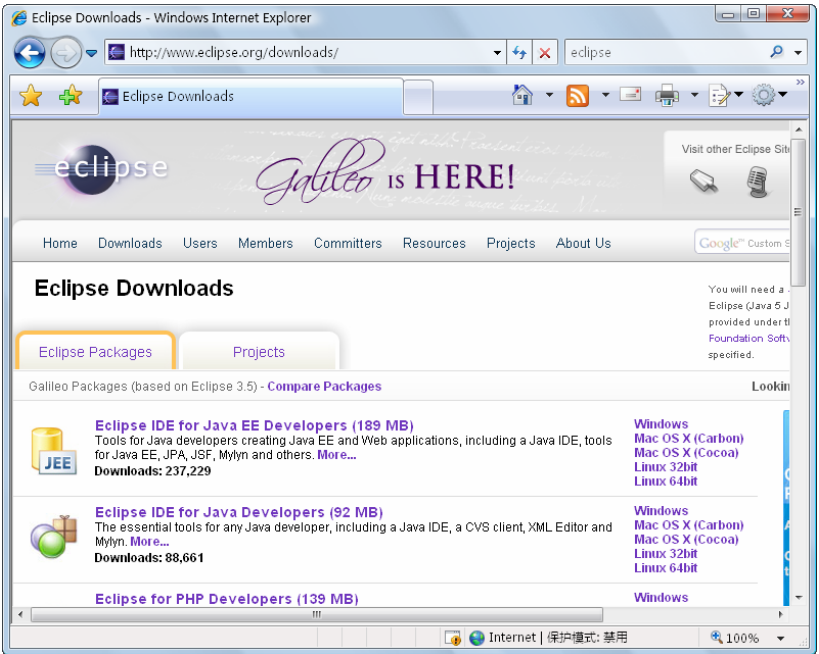 Eclipse Downloads - Windows Internet Explorer
http://www.eclipse.org/downloads/
eclipse
Eclipse Downloads
eclipse
Galileo IS HERE!
Visit other Eclipse Sit
Home Downloads Users Members Committers Resources Projects About Us
Google™ Custom S
Eclipse Downloads
You will need a
Eclipse (Java 5 J
provided under t
Foundation Soft
specified.
Eclipse Packages
Projects
Galileo Packages (based on Eclipse 3.5) - Compare Packages
Lookin
Eclipse IDE for Java EE Developers (189 MB)
Tools for Java developers creating Java EE and Web applications, including a Java IDE, tools
for Java EE, JPA, JSF, Mylyn and others. More...
Downloads: 237,229
JEE
Windows
Mac OS X (Carbon)
Mac OS X (Cocoa)
Linux 32bit
Linux 64bit
Eclipse IDE for Java Developers (92 MB)
The essential tools for any Java developer, including a Java IDE, a CVS client, XML Editor and
Mylyn. More...
Downloads: 88,661
Windows
Mac OS X (Carbon)
Mac OS X (Cocoa)
Linux 32bit
Linux 64bit
Eclipse for PHP Developers (139 MB)
Windows
Internet | 保护模式: 禁用
100%